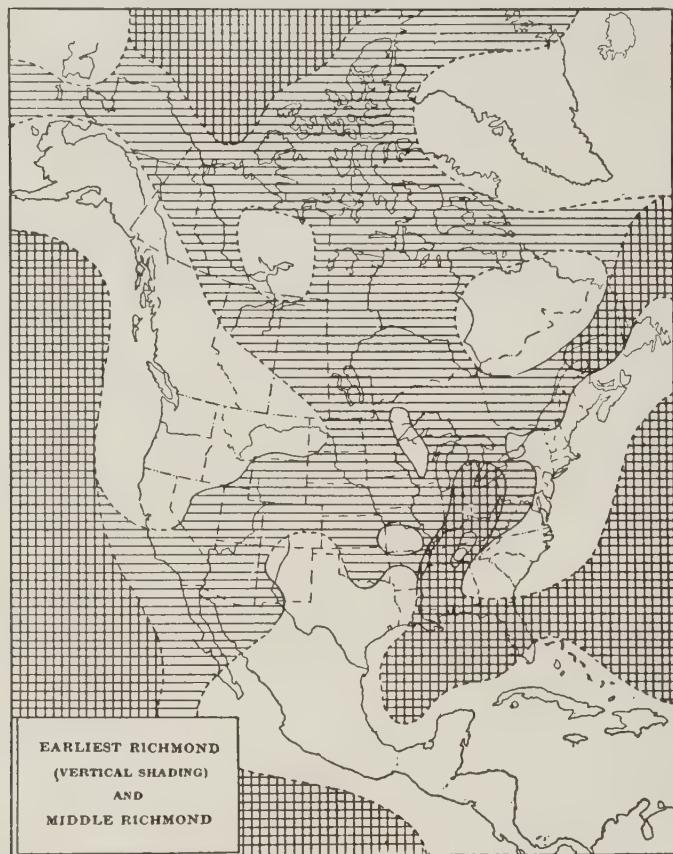 EARLIEST RICHMOND
(VERTICAL SHADING)
AND
MIDDLE RICHMOND